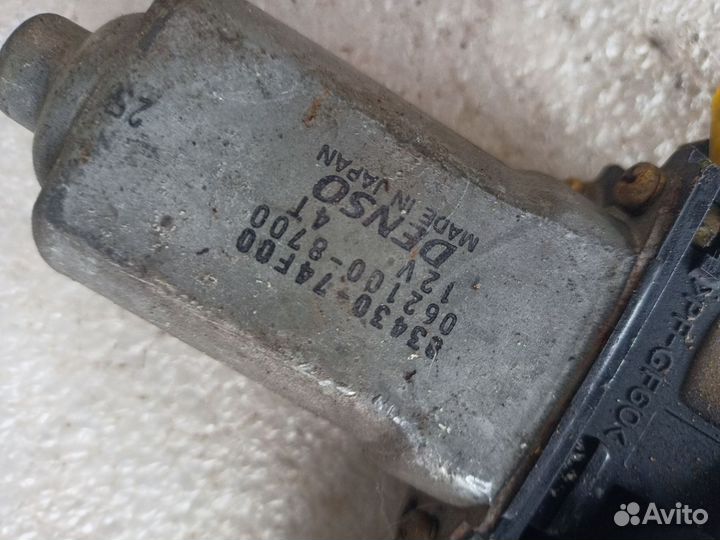 83430-74F00
062100-8700
12V 4T
DENSO
MADE IN JAPAN
Avito